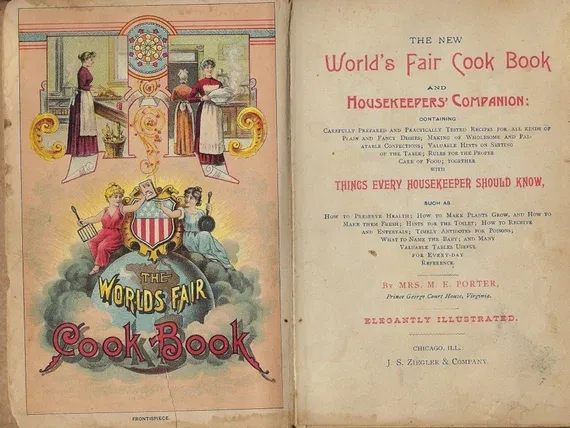 THE
WORLDS FAIR
Cook Book
FRONTISPIECE.
THE NEW
World's Fair Cook Book
AND
HOUSEKEEPERS' COMPANION:
CONTAINING
CAREFULLY PREPARED AND PRACTICALLY TESTED RECIPES FOR ALL KINDS OF
PLAIN AND FANCY DISHES; MAKING OF WHOLESOME AND PAL-
ATABLE CONFECTIONS; VALUABLE HINTS ON SETTING
OF THE TABLE; RULES FOR THE PROPER
CARE OF FOOD; TOGETHER
WITH
THINGS EVERY HOUSEKEEPER SHOULD KNOW,
SUCH AS
HOW TO PRESERVE HEALTH; HOW TO MAKE PLANTS GROW, AND HOW TO
MAKE THEM FRESH; HINTS FOR THE TOILET; HOW TO RECEIVE
AND ENTERTAIN; TIMELY ANTIDOTES FOR POISONS;
WHAT TO NAME THE BABY; AND MANY
VALUABLE TABLES USEFUL
FOR EVERY-DAY
REFERENCE.
BY MRS. M. E. PORTER,
Prince George Court House, Virginia.
ELEGANTLY ILLUSTRATED.
CHICAGO, ILL.:
J. S. ZIEGLER & COMPANY.